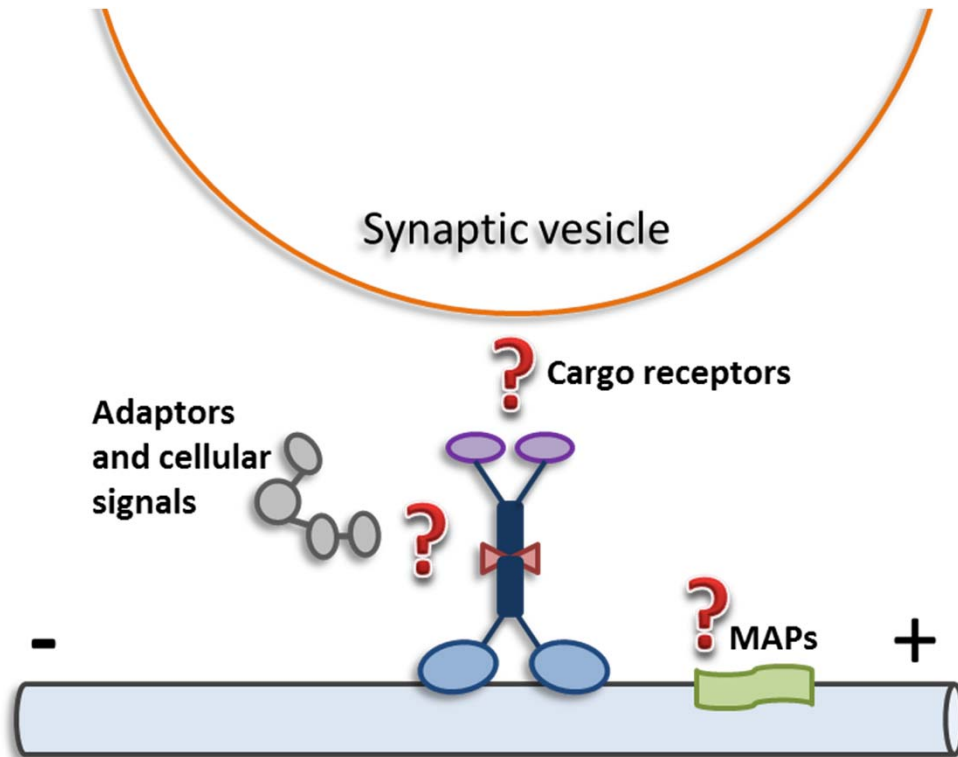 Synaptic vesicle
? Cargo receptors
Adaptors
and cellular
signals
?
- ? MAPs +